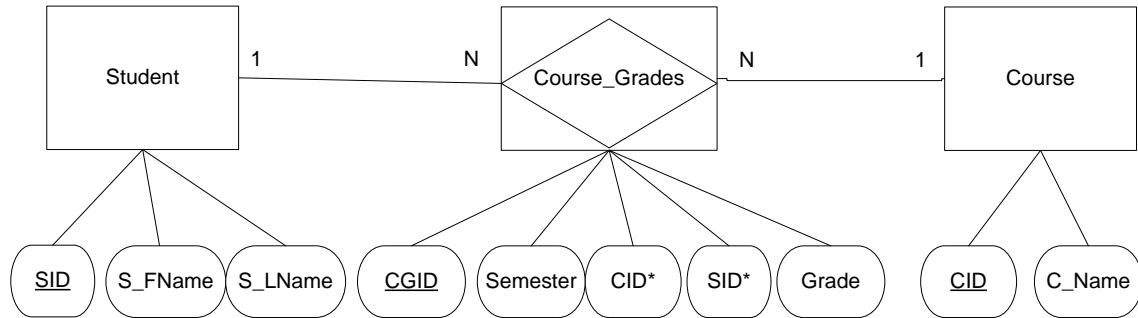 1
N
N
1
Student
Course_Grades
Course
SID
S_FName
S_LName
CGID
Semester
CID*
SID*
Grade
CID
C_Name